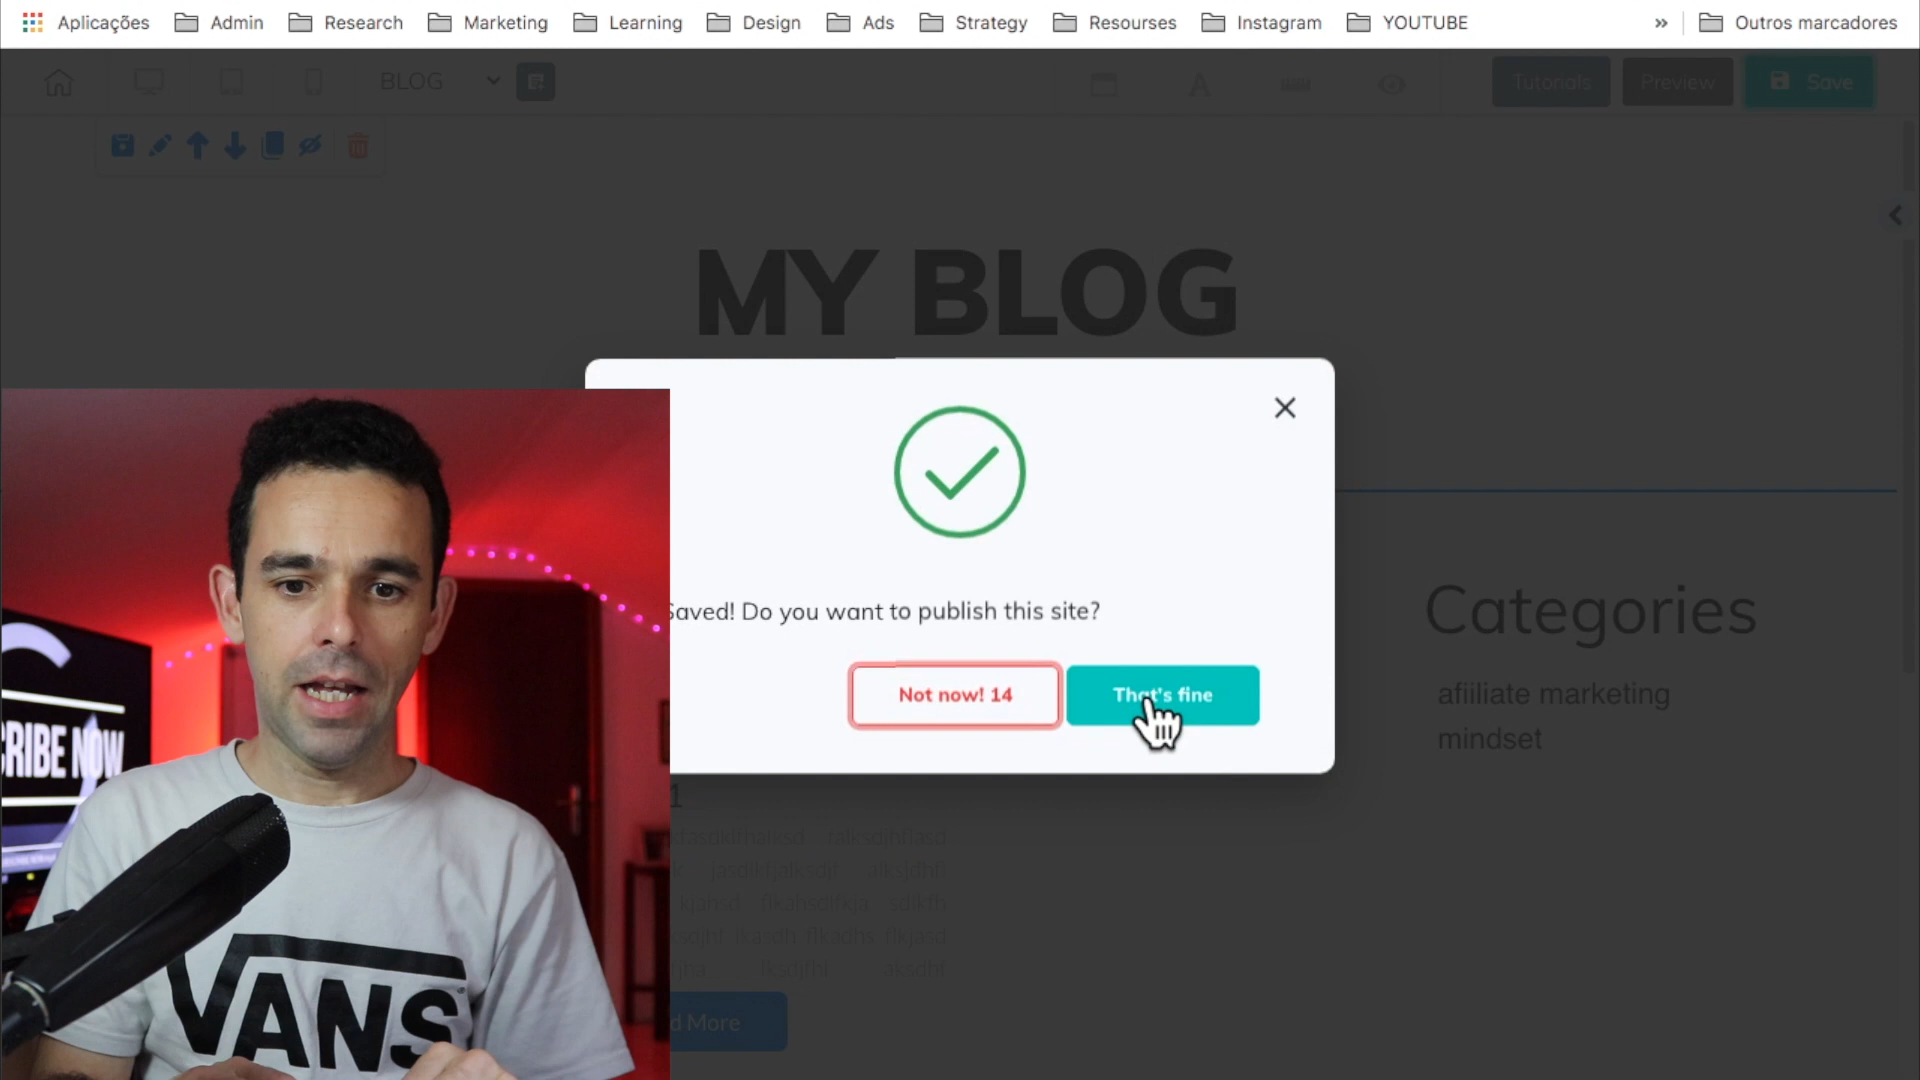 Aplicações Admin Research Marketing Learning Design Ads Strategy Resourses Instagram YOUTUBE » Outros marcadores
BLOG Tutorials Preview Save
MY BLOG
Saved! Do you want to publish this site?
Not now! 14 That's fine
Categories
afiiliate marketing
mindset
RIBE NOW
1
More
VANS